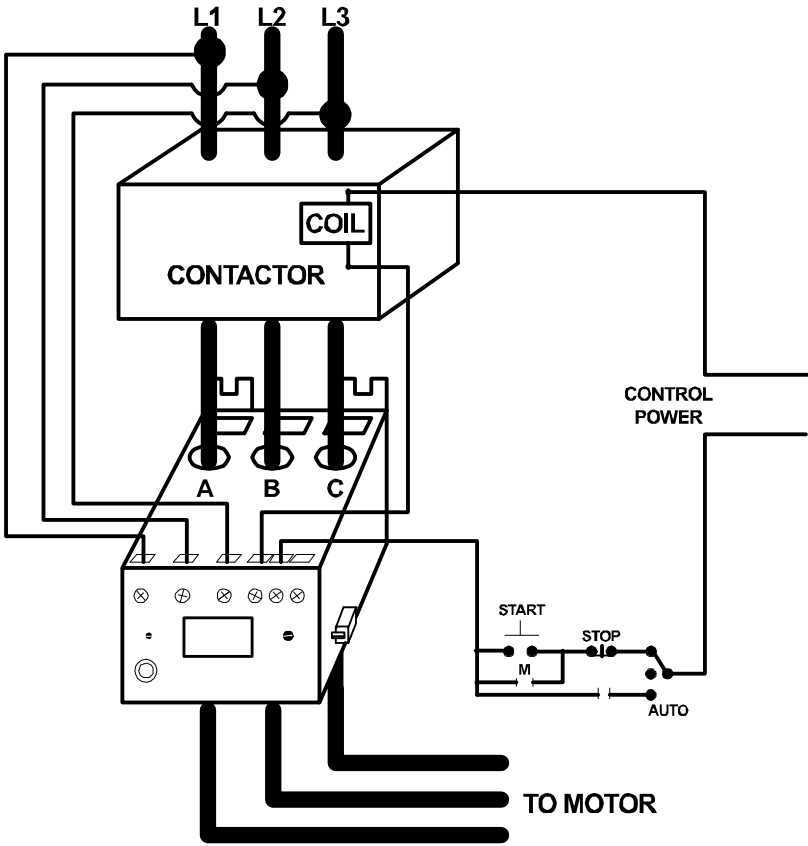 L1 L2 L3
COIL
CONTACTOR
CONTROL
POWER
A B C
START
STOP
M
AUTO
TO MOTOR